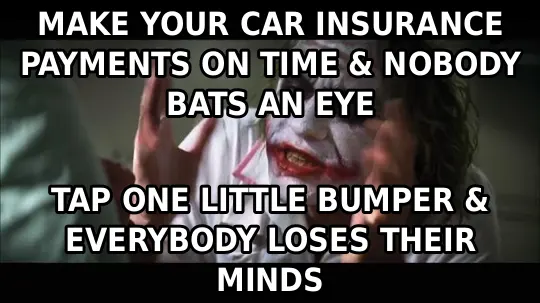 MAKE YOUR CAR INSURANCE
PAYMENTS ON TIME & NOBODY
BATS AN EYE
TAP ONE LITTLE BUMPER &
EVERYBODY LOSES THEIR
MINDS